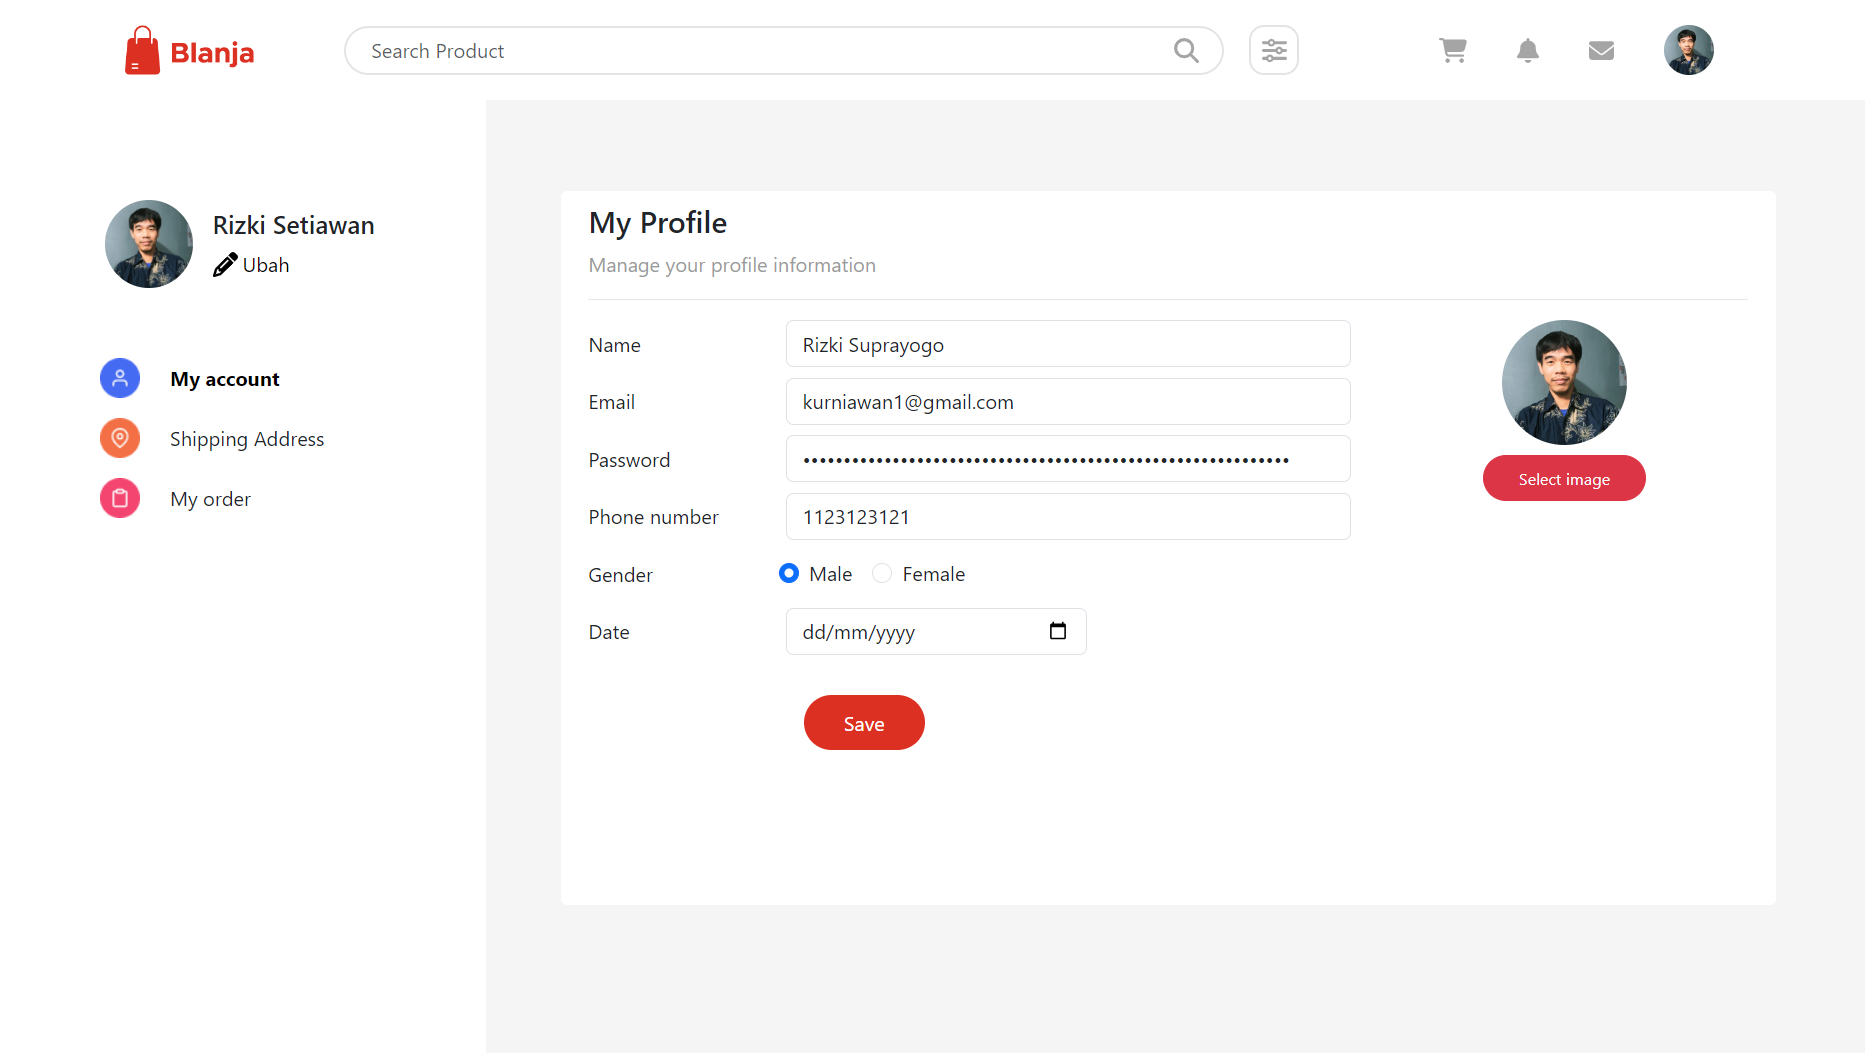 Blanja
Search Product
Rizki Setiawan
Ubah
My account
Shipping Address
My order
My Profile
Manage your profile information
Name
Rizki Suprayogo
Email
kurniawan1@gmail.com
Password
••••••••••••••••••••••••••••••••••••••••••••••••••••••••••••
Phone number
1123123121
Gender
Male
Female
Date
dd/mm/yyyy
Select image
Save